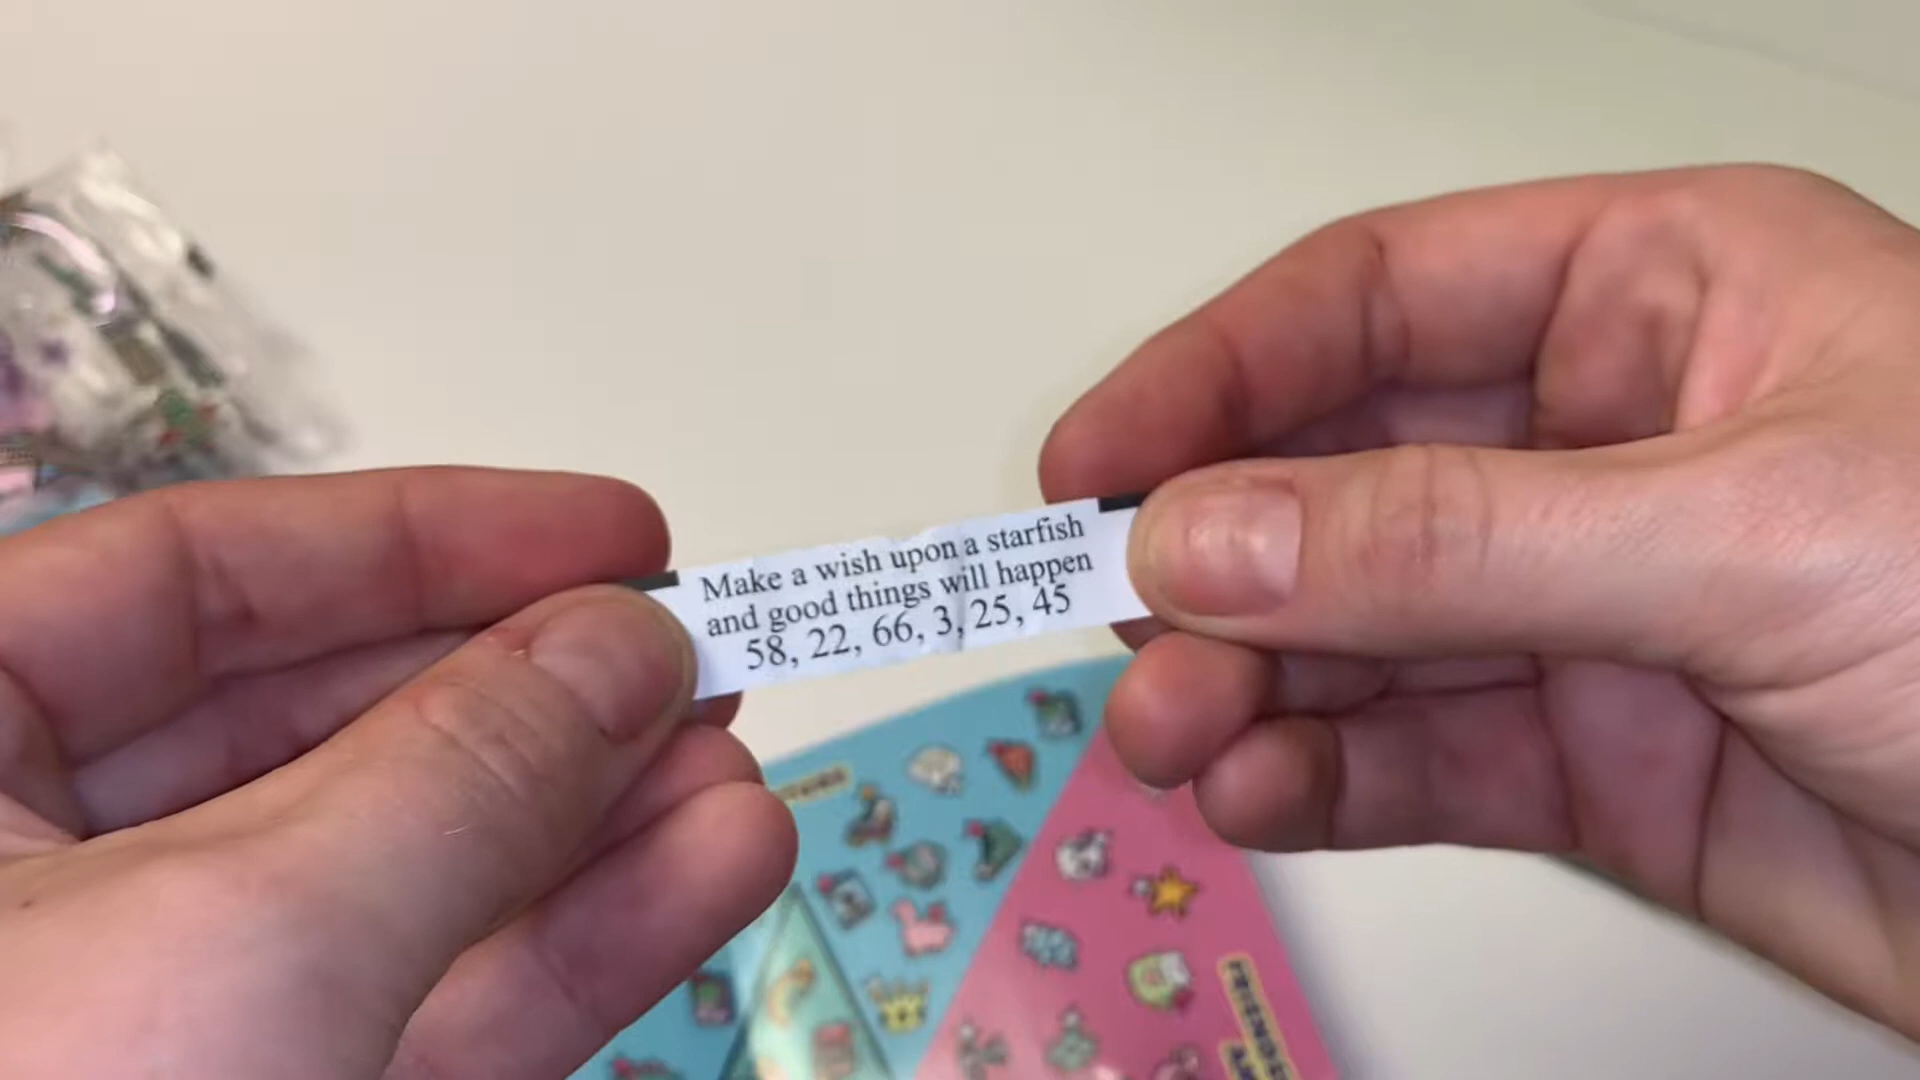 Make a wish upon a starfish
and good things will happen
58, 22, 66, 3, 25, 45